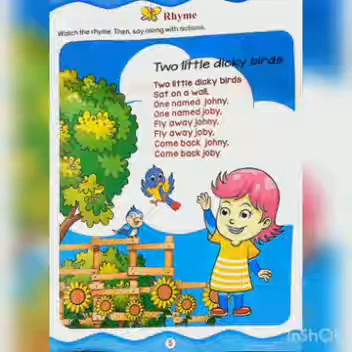 Rhyme
Watch the rhyme. Then, say along with actions.
Two little dicky birds
Two little dicky birds
Sat on a wall,
One named johny,
One named joby,
Fly away johny,
Fly away joby,
Come back johny,
Come back joby.
5
InShO